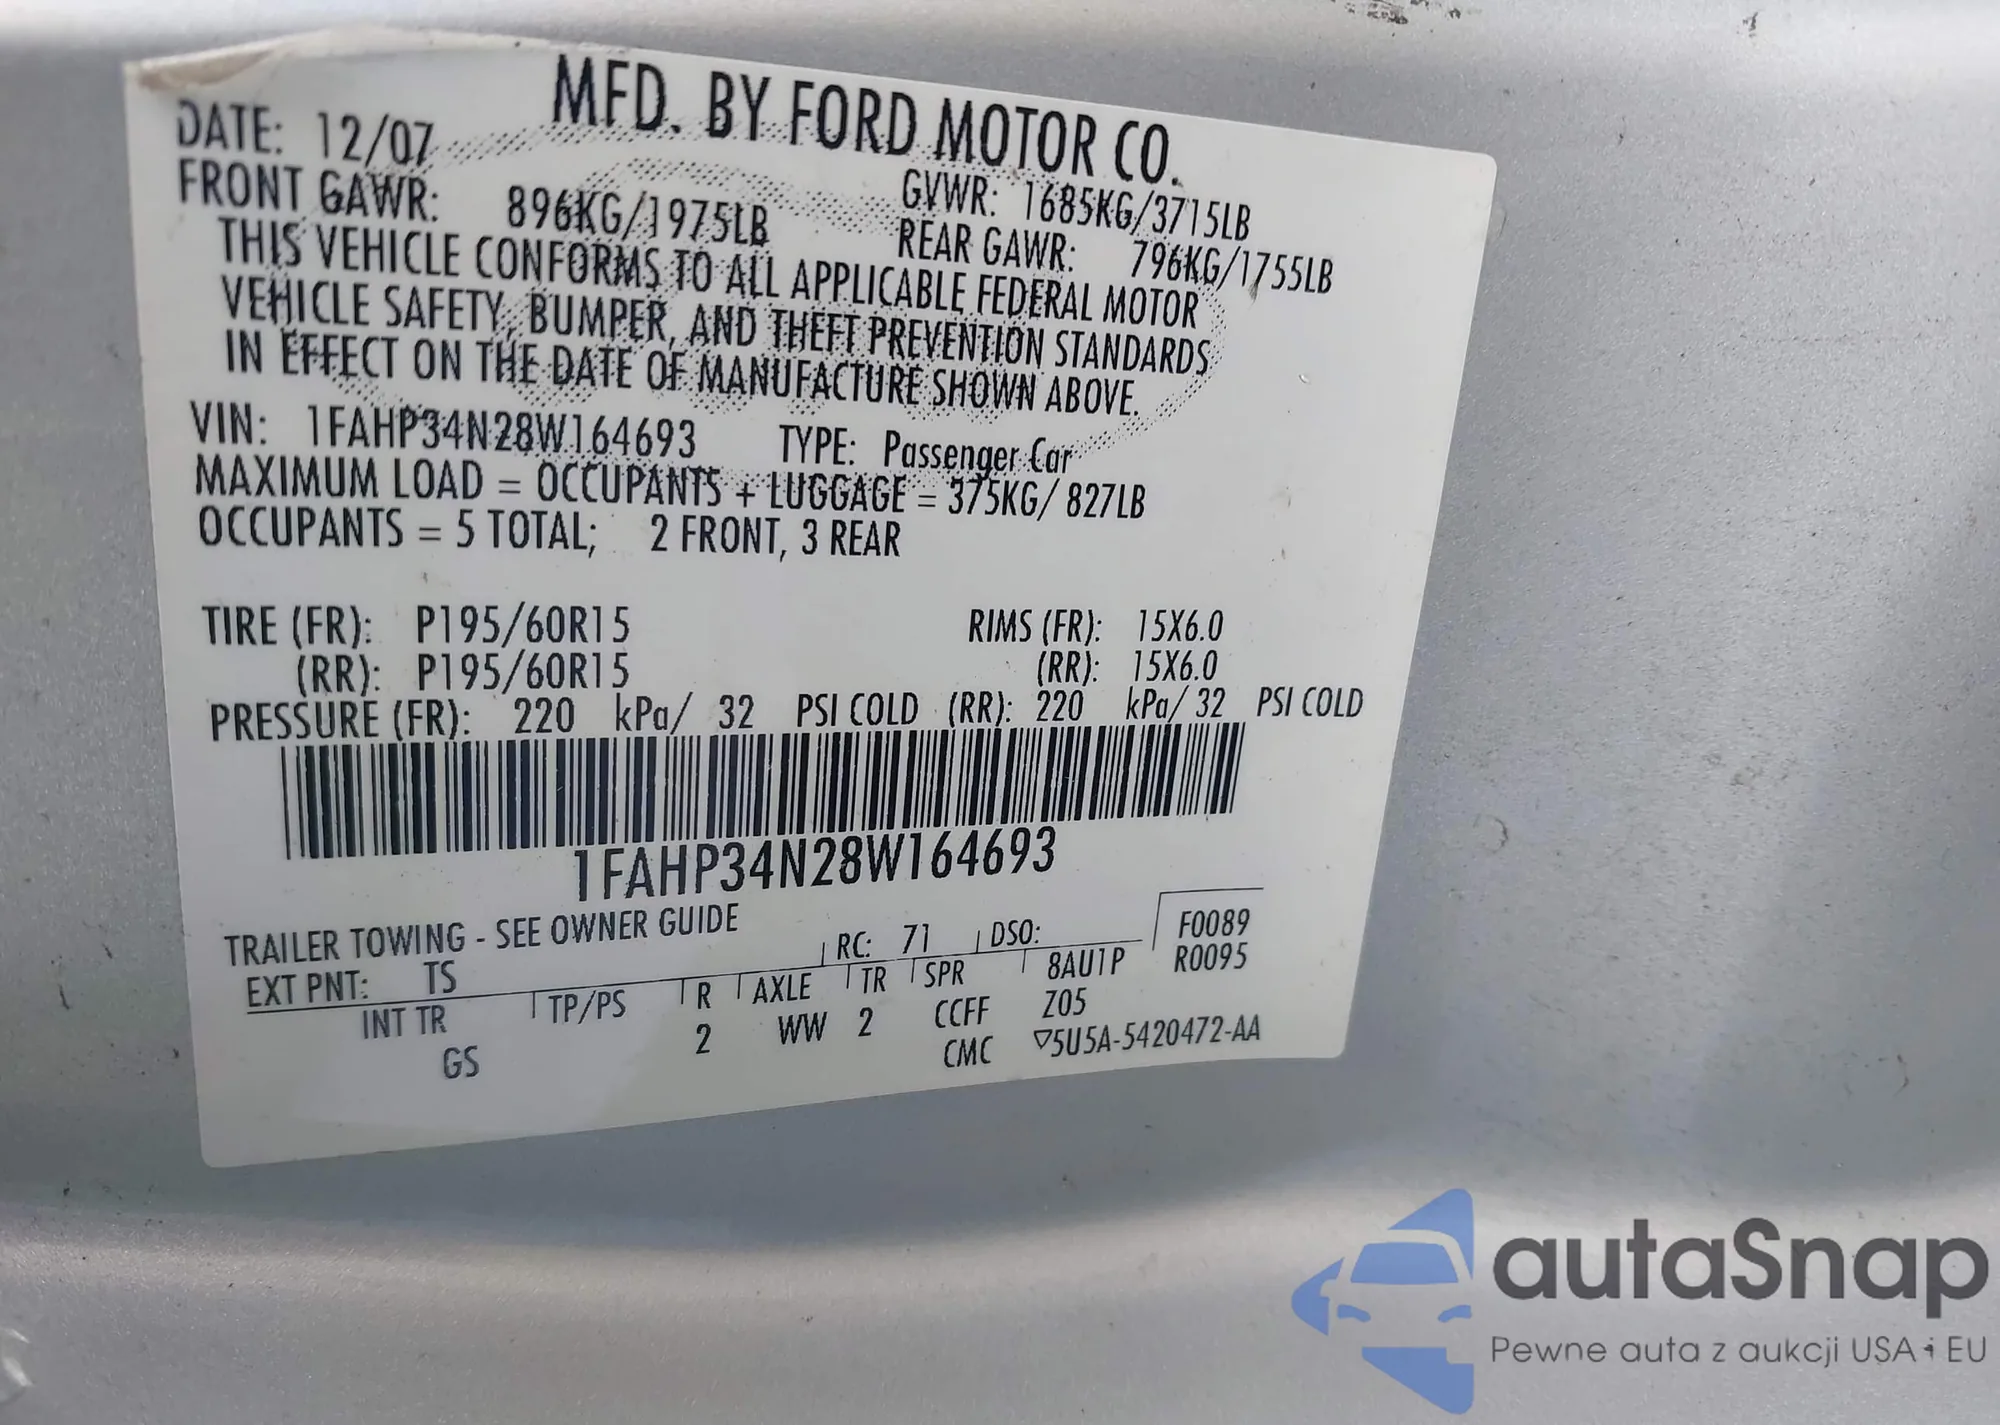 MFD. BY FORD MOTOR CO.
DATE: 12/07
GVWR: 1685KG/3715LB
FRONT GAWR: 896KG/1975LB
REAR GAWR: 796KG/1755LB
THIS VEHICLE CONFORMS TO ALL APPLICABLE FEDERAL MOTOR
VEHICLE SAFETY, BUMPER, AND THEFT PREVENTION STANDARDS
IN EFFECT ON THE DATE OF MANUFACTURE SHOWN ABOVE.
VIN: 1FAHP34N28W164693 TYPE: Passenger Car
MAXIMUM LOAD = OCCUPANTS + LUGGAGE = 375KG/ 827LB
OCCUPANTS = 5 TOTAL; 2 FRONT, 3 REAR
TIRE (FR): P195/60R15 RIMS (FR): 15X6.0
(RR): P195/60R15 (RR): 15X6.0
PRESSURE (FR): 220 kPa/ 32 PSI COLD (RR): 220 kPa/ 32 PSI COLD
1FAHP34N28W164693
TRAILER TOWING - SEE OWNER GUIDE
RC: 71 DSO: F0089
EXT PNT: TS 8AU1P R0095
INT TR TP/PS R AXLE TR SPR Z05
GS 2 WW 2 CCFF
CMC ▽5U5A-5420472-AA
autaSnap
Pewne auta z aukcji USA i EU